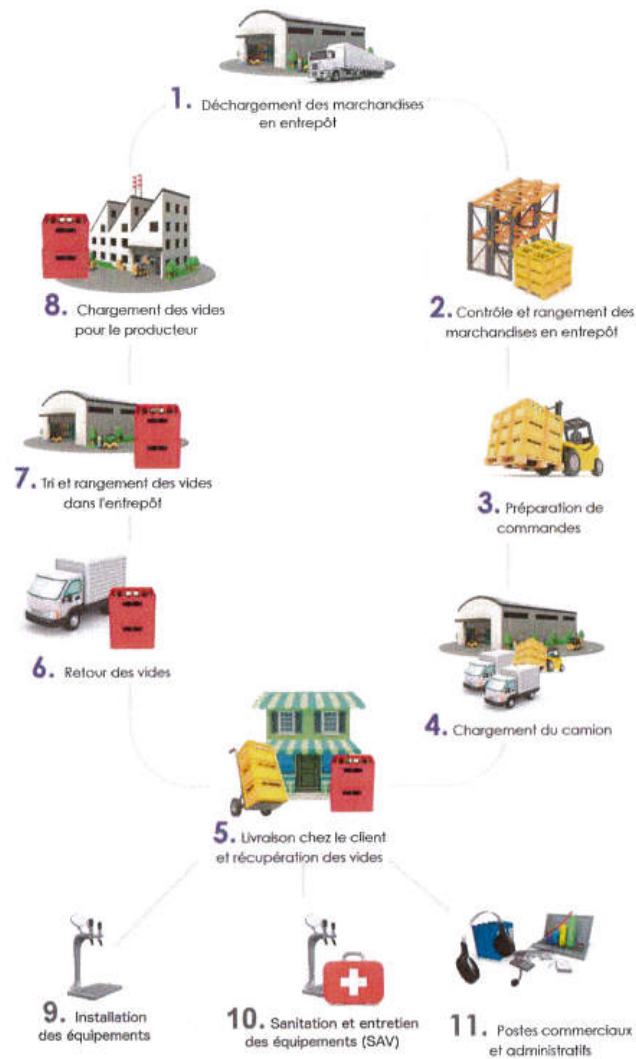 1. Déchargement des marchandises
en entrepôt
2. Contrôle et rangement des
marchandises en entrepôt
3. Préparation de
commandes
4. Chargement du camion
5. Livraison chez le client
et récupération des vides
6. Retour des vides
7. Tri et rangement des vides
dans l'entrepôt
8. Chargement des vides
pour le producteur
9. Installation
des équipements
10. Sanitation et entretien
des équipements (SAV)
11. Postes commerciaux
et administratifs